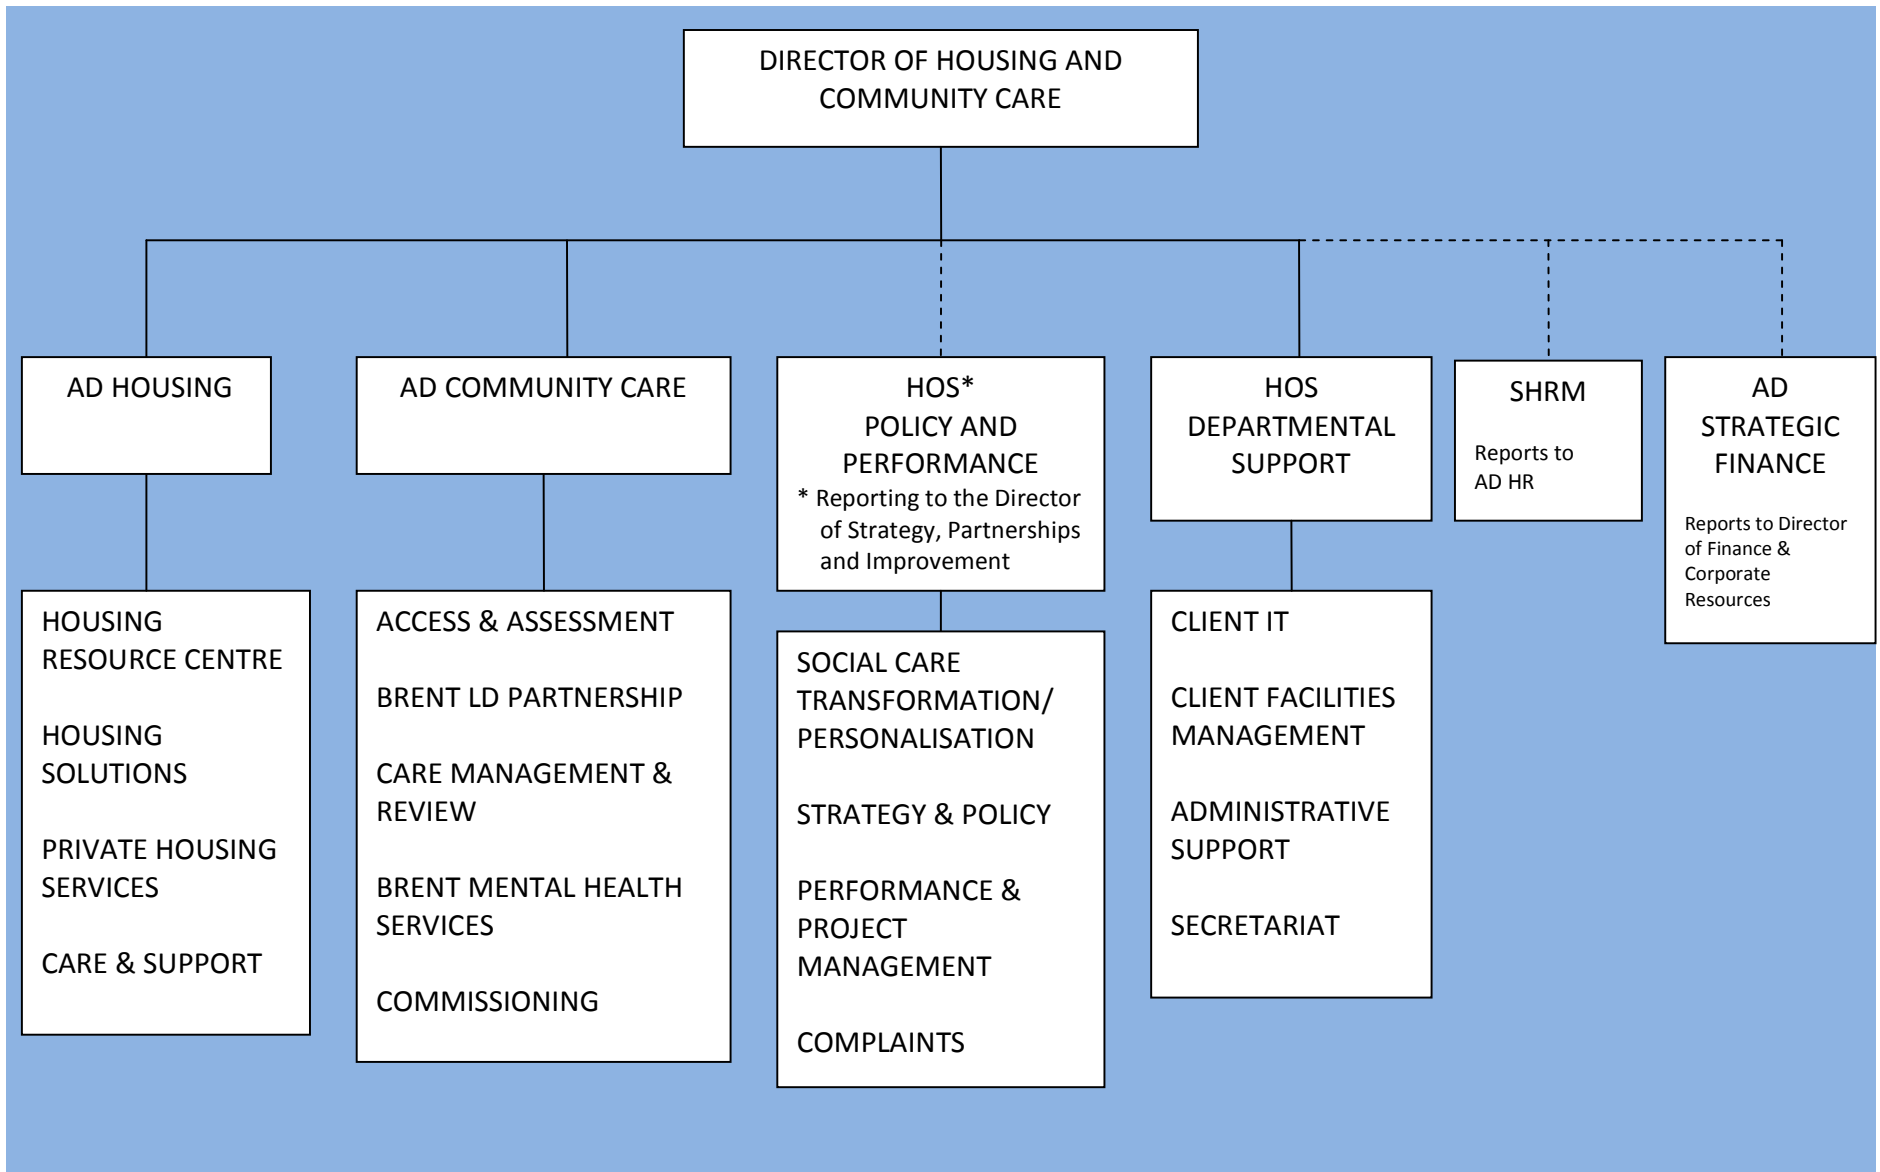 DIRECTOR OF HOUSING AND
COMMUNITY CARE
AD HOUSING
AD COMMUNITY CARE
HOS*
POLICY AND
PERFORMANCE
* Reporting to the Director
of Strategy, Partnerships
and Improvement
HOS
DEPARTMENTAL
SUPPORT
SHRM
Reports to
AD HR
AD
STRATEGIC
FINANCE
Reports to Director
of Finance &
Corporate
Resources
HOUSING
RESOURCE CENTRE
HOUSING
SOLUTIONS
PRIVATE HOUSING
SERVICES
CARE & SUPPORT
ACCESS & ASSESSMENT
BRENT LD PARTNERSHIP
CARE MANAGEMENT &
REVIEW
BRENT MENTAL HEALTH
SERVICES
COMMISSIONING
SOCIAL CARE
TRANSFORMATION/
PERSONALISATION
STRATEGY & POLICY
PERFORMANCE &
PROJECT
MANAGEMENT
COMPLAINTS
CLIENT IT
CLIENT FACILITIES
MANAGEMENT
ADMINISTRATIVE
SUPPORT
SECRETARIAT